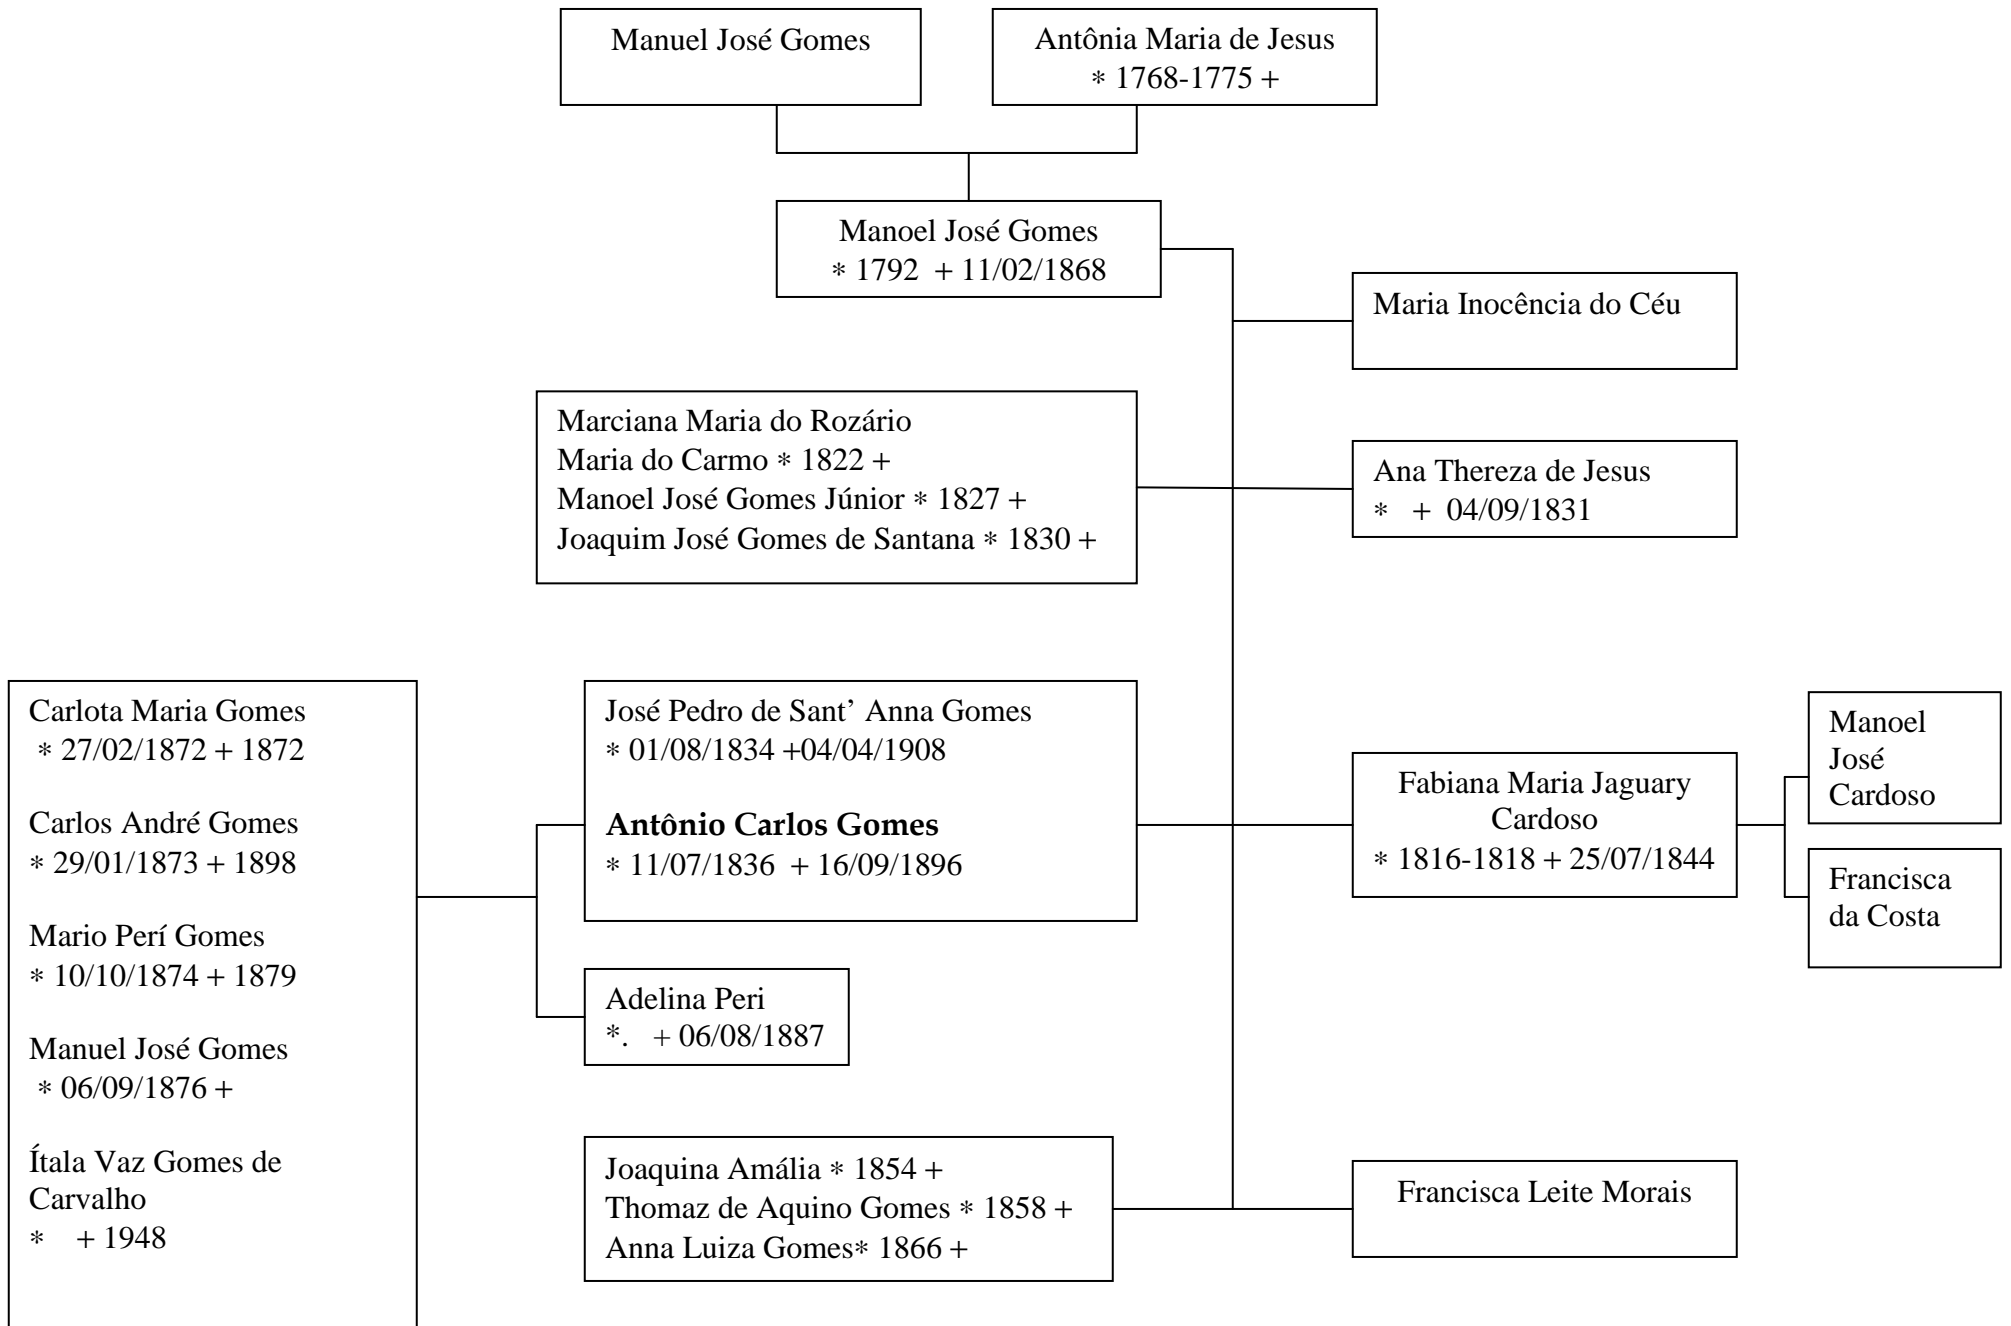 Manuel José Gomes
Antônia Maria de Jesus
* 1768-1775 +
Manoel José Gomes
* 1792  + 11/02/1868
Maria Inocência do Céu
Marciana Maria do Rozário
Maria do Carmo * 1822 +
Manoel José Gomes Júnior * 1827 +
Joaquim José Gomes de Santana * 1830 +
Ana Thereza de Jesus
*   +  04/09/1831
Carlota Maria Gomes
* 27/02/1872 + 1872
Carlos André Gomes
* 29/01/1873 + 1898
Mario Perí Gomes
* 10/10/1874 + 1879
Manuel José Gomes
* 06/09/1876 +
Ítala Vaz Gomes de
Carvalho
*    + 1948
José Pedro de Sant’ Anna Gomes
* 01/08/1834 +04/04/1908
Antônio Carlos Gomes
* 11/07/1836  + 16/09/1896
Fabiana Maria Jaguary
Cardoso
* 1816-1818 + 25/07/1844
Manoel
José
Cardoso
Francisca
da Costa
Adelina Peri
*.   + 06/08/1887
Joaquina Amália * 1854 +
Thomaz de Aquino Gomes * 1858 +
Anna Luiza Gomes* 1866 +
Francisca Leite Morais